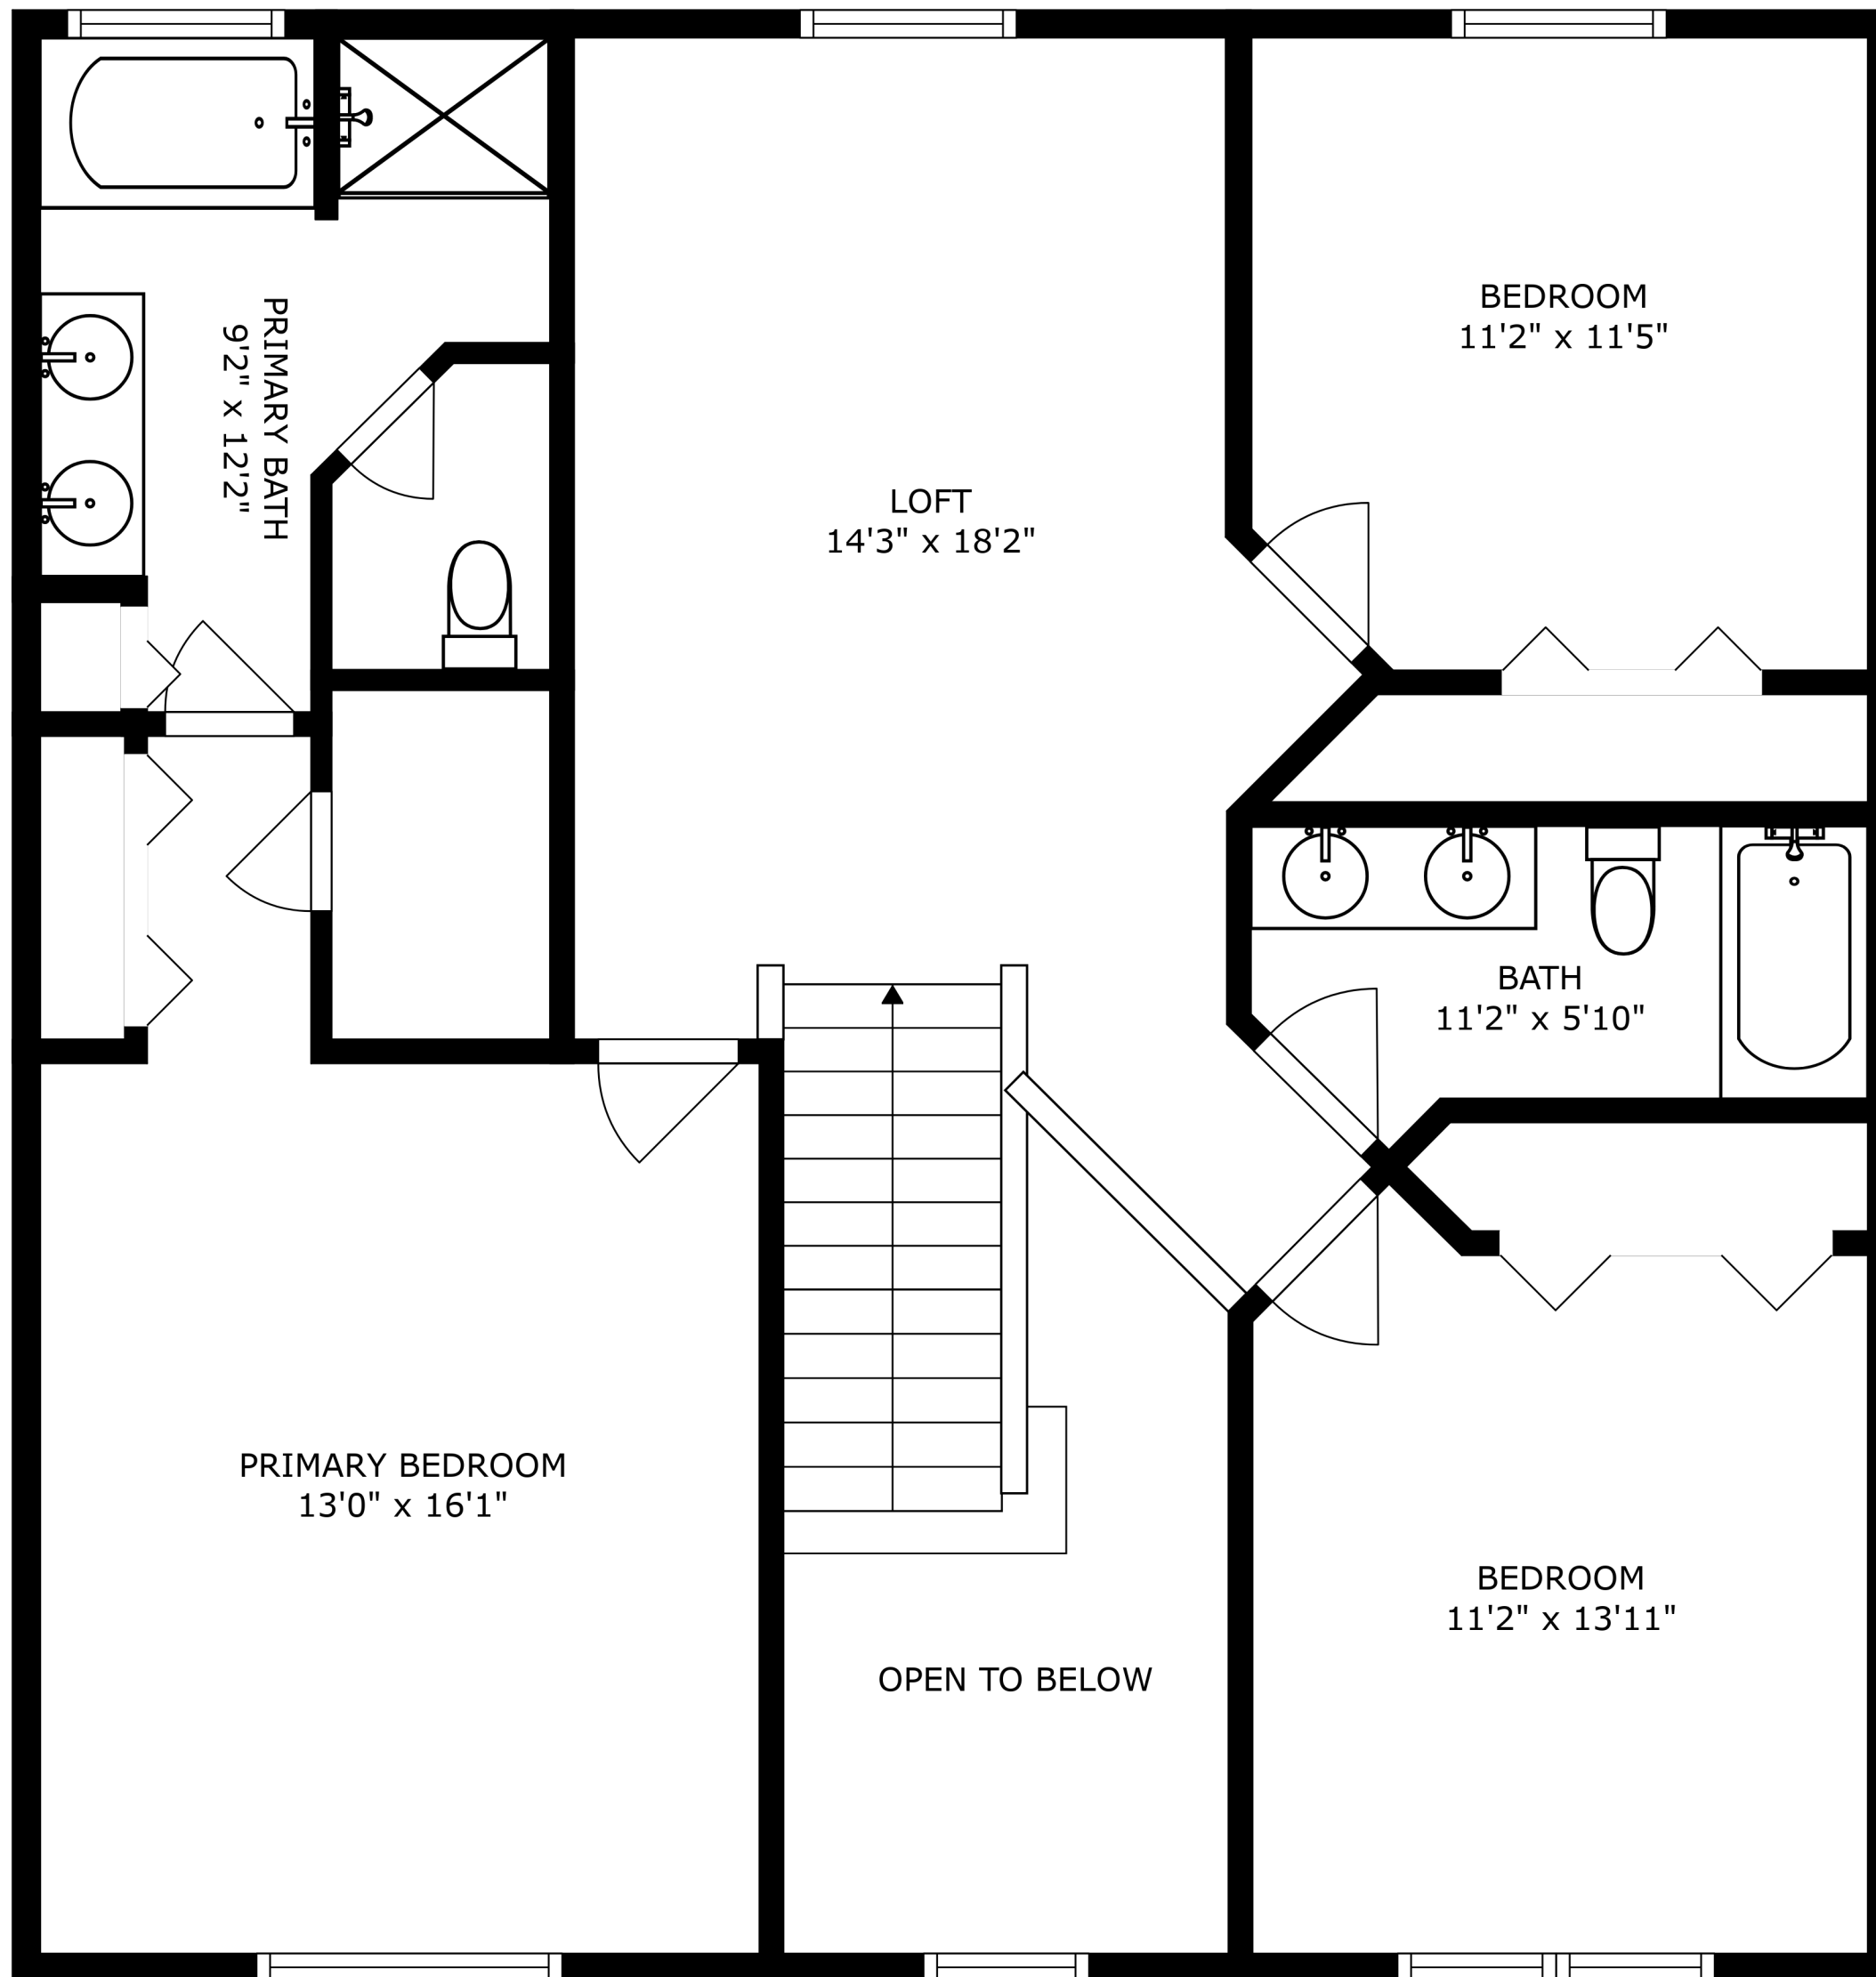 BEDROOM
11'2" x 11'5"
PRIMARY BATH
9'2" x 12'2"
LOFT
14'3" x 18'2"
BATH
11'2" x 5'10"
PRIMARY BEDROOM
13'0" x 16'1"
BEDROOM
11'2" x 13'11"
OPEN TO BELOW